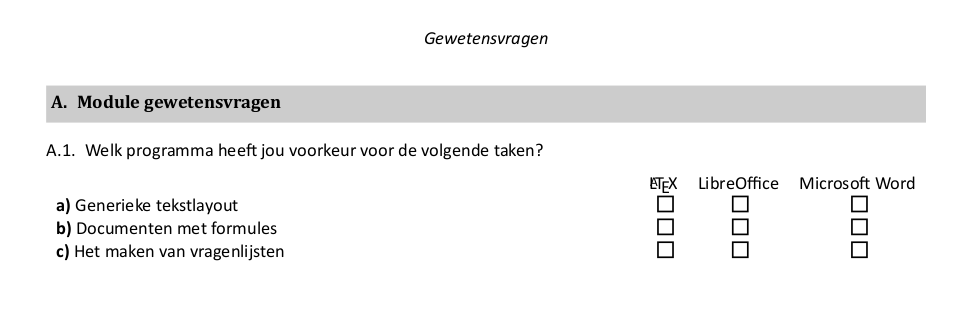 Gewetensvragen
A. Module gewetensvragen
A.1. Welk programma heeft jou voorkeur voor de volgende taken?
LATEX LibreOffice Microsoft Word
a) Generieke tekstlayout
b) Documenten met formules
c) Het maken van vragenlijsten